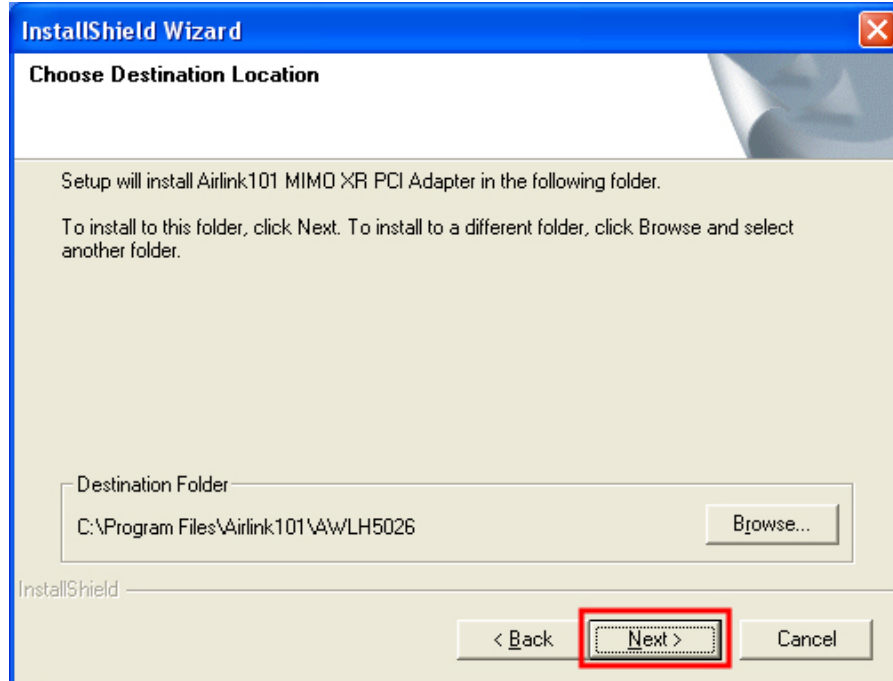 InstallShield Wizard
Choose Destination Location
Setup will install Airlink101 MIMO XR PCI Adapter in the following folder.
To install to this folder, click Next. To install to a different folder, click Browse and select
another folder.
Destination Folder
C:\Program Files\Airlink101\AWLH5026
Browse...
InstallShield
< Back
Next >
Cancel